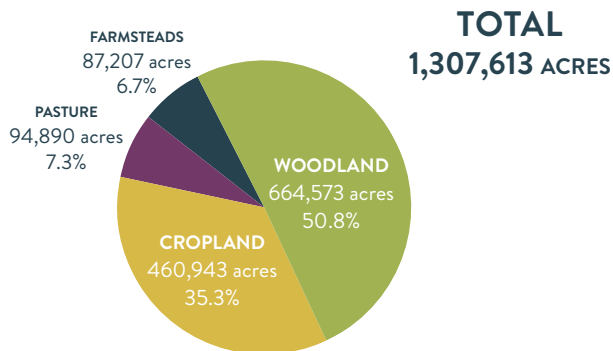 TOTAL
1,307,613 ACRES
FARMSTEADS
87,207 acres
6.7%
PASTURE
94,890 acres
7.3%
WOODLAND
664,573 acres
50.8%
CROPLAND
460,943 acres
35.3%